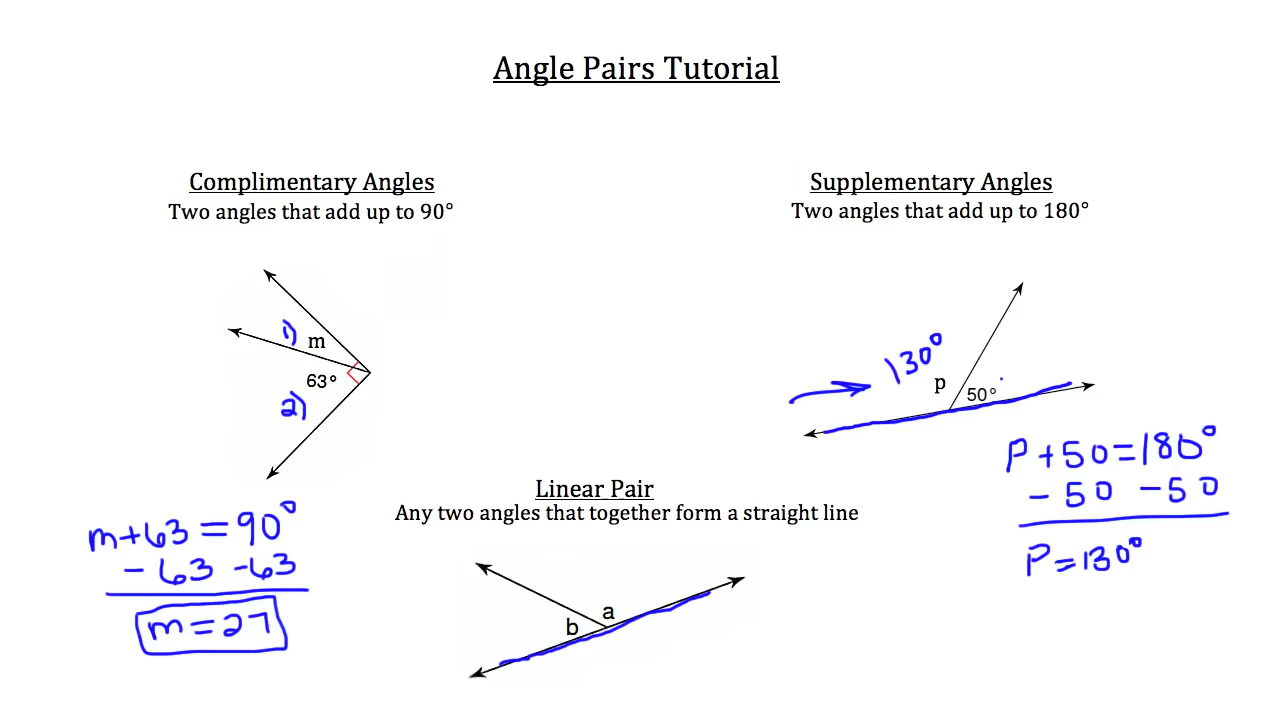 Angle Pairs Tutorial
Complimentary Angles
Two angles that add up to 90°
1) m
63°
2)
m+63=90°
-63 -63
m=27
Supplementary Angles
Two angles that add up to 180°
130°
p 50°
P+50=180°
-50 -50
P=130°
Linear Pair
Any two angles that together form a straight line
a
b